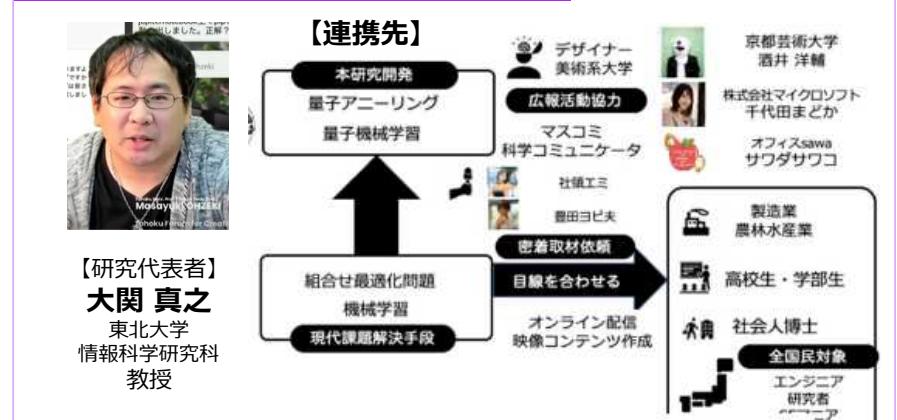 【連携先】
正解？
Masayuki OHZEKI
Tohoku Forum for Creati
【研究代表者】
大関 真之
東北大学
情報科学研究科
教授
本研究開発
量子アニーリング
量子機械学習
組合せ最適化問題
機械学習
現代課題解決手段
デザイナー
美術系大学
広報活動協力
マスコミ
科学コミュニケータ
社領エミ
豊田ヨピ夫
密着取材依頼
目線を合わせる
オンライン配信
映像コンテンツ作成
京都芸術大学
酒井 洋輔
株式会社マイクロソフト
千代田まどか
オフィスsawa
サワダサワコ
製造業
農林水産業
高校生・学部生
社会人博士
全国民対象
エンジニア
研究者